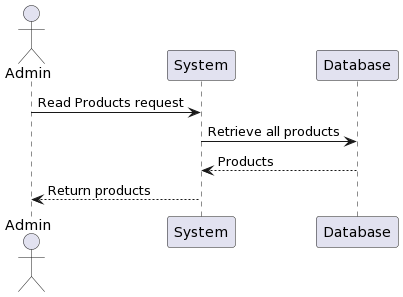 Admin
System
Database
Read Products request
Retrieve all products
Products
Return products
Admin
System
Database